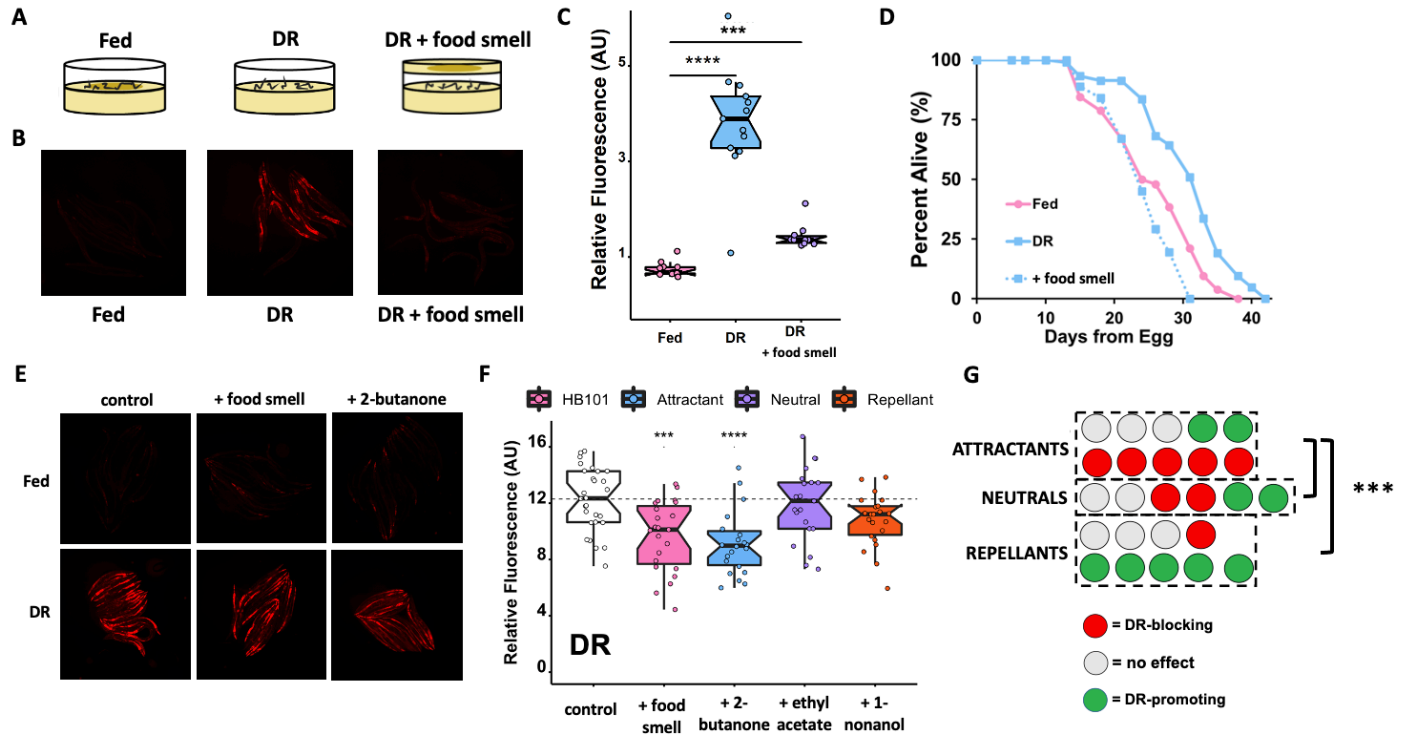 A
Fed
DR
DR + food smell
B
Fed
DR
DR + food smell
C
Relative Fluorescence (AU)
5
3
1
***
****
Fed
DR
DR
+ food smell
D
Percent Alive (%)
100
75
50
25
0
Fed
DR
+ food smell
0
10
20
30
40
Days from Egg
E
control
+ food smell
+ 2-butanone
Fed
DR
F
HB101
Attractant
Neutral
Repellant
Relative Fluorescence (AU)
16
12
8
4
0
***
****
DR
control
+ food
smell
+ 2-
butanone
+ ethyl
acetate
+ 1-
nonanol
G
ATTRACTANTS
NEUTRALS
REPELLANTS
***
= DR-blocking
= no effect
= DR-promoting